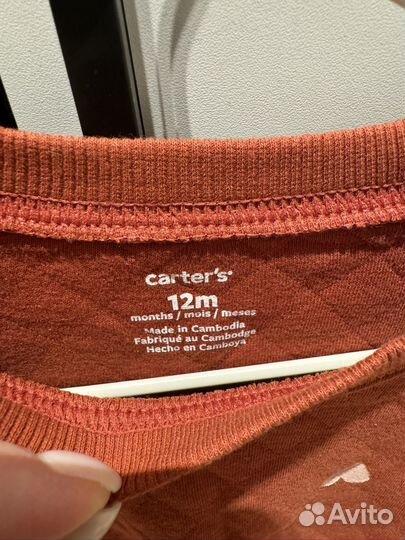 carter's
12m
months / mois / meses
Made in Cambodia
Fabriqué au Cambodge
Hecho en Camboya
Avito